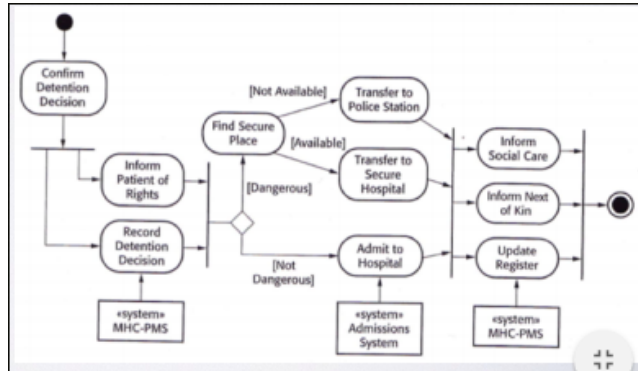 Confirm
Detention
Decision
Inform
Patient of
Rights
Record
Detention
Decision
«system»
MHC-PMS
Find Secure
Place
[Not Available]
[Available]
[Dangerous]
[Not
Dangerous]
Transfer to
Police Station
Transfer to
Secure
Hospital
Admit to
Hospital
«system»
Admissions
System
Inform
Social Care
Inform Next
of Kin
Update
Register
«system»
MHC-PMS